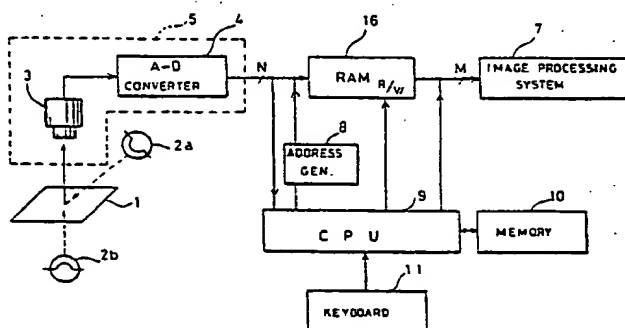 5
4
16
7
3
A-D
CONVERTER
N
RAM R/W
M
IMAGE PROCESSING
SYSTEM
2a
8
ADDRESS
GEN.
1
9
10
CPU
MEMORY
2b
11
KEYBOARD